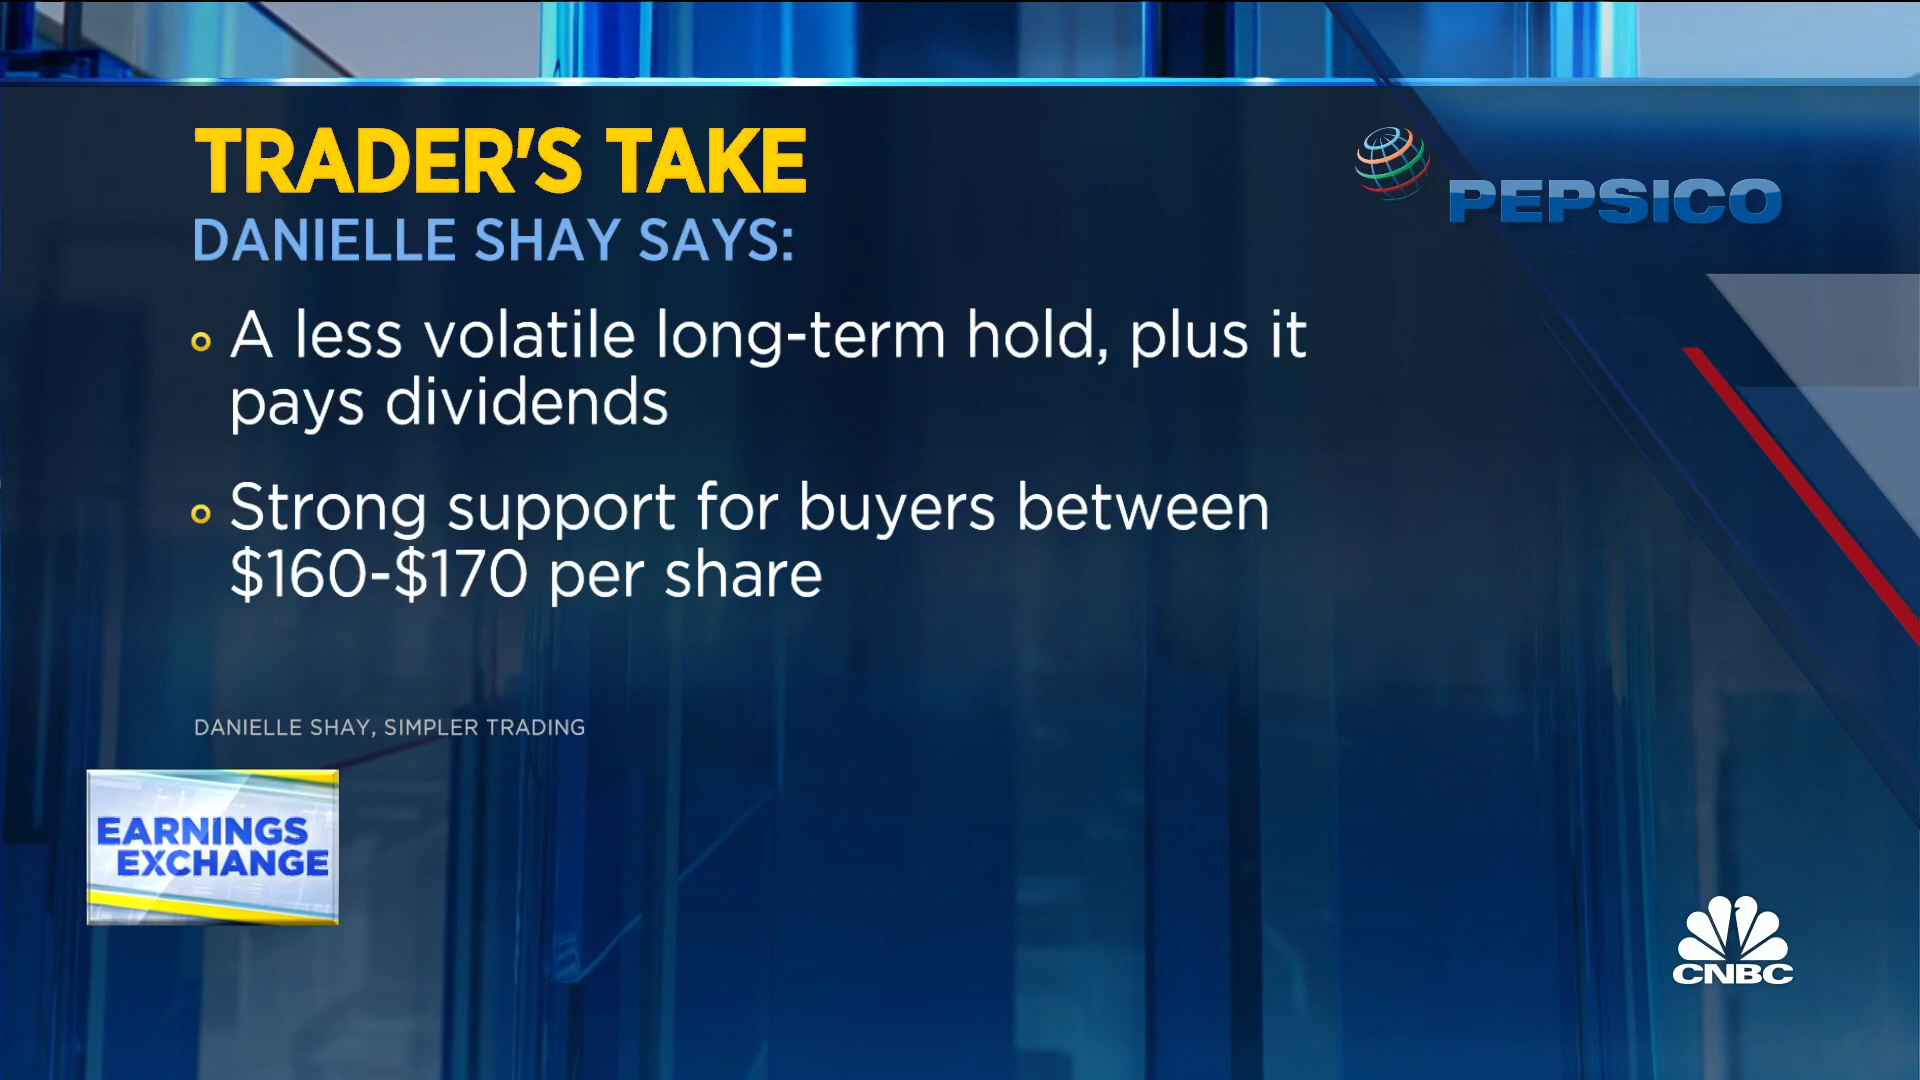 TRADER'S TAKE
PEPSICO
DANIELLE SHAY SAYS:
A less volatile long-term hold, plus it
pays dividends
Strong support for buyers between
$160-$170 per share
DANIELLE SHAY, SIMPLER TRADING
EARNINGS
EXCHANGE
CNBC